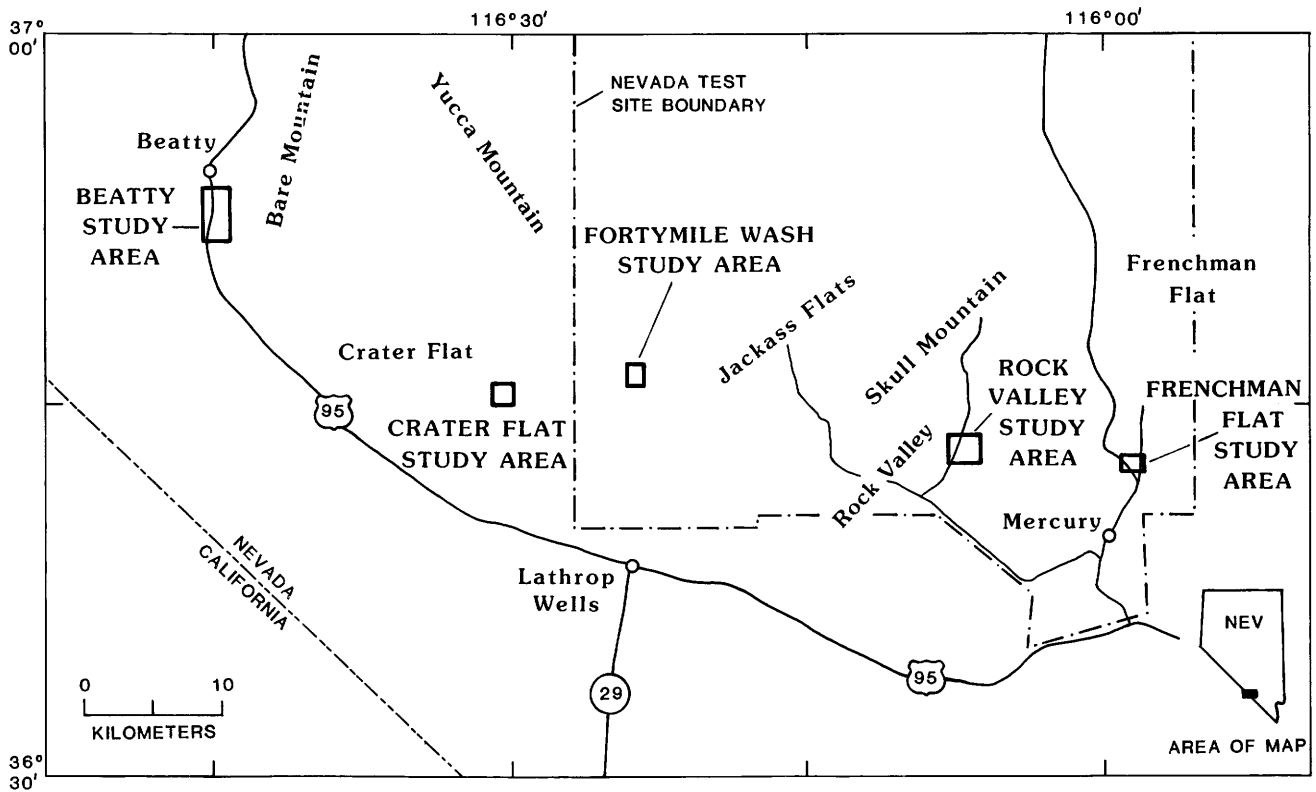 116°30′
116°00′
37°
00′
NEVADA TEST
SITE BOUNDARY
Bare Mountain
Yucca Mountain
Beatty
BEATTY
STUDY
AREA
FORTYMILE WASH
STUDY AREA
Frenchman
Flat
Jackass Flats
Skull Mountain
Crater Flat
ROCK
VALLEY
STUDY
AREA
FRENCHMAN
FLAT
STUDY
AREA
95
CRATER FLAT
STUDY AREA
Rock Valley
Mercury
NEVADA
CALIFORNIA
Lathrop
Wells
NEV
0 10
KILOMETERS
29
95
AREA OF MAP
36°
30′